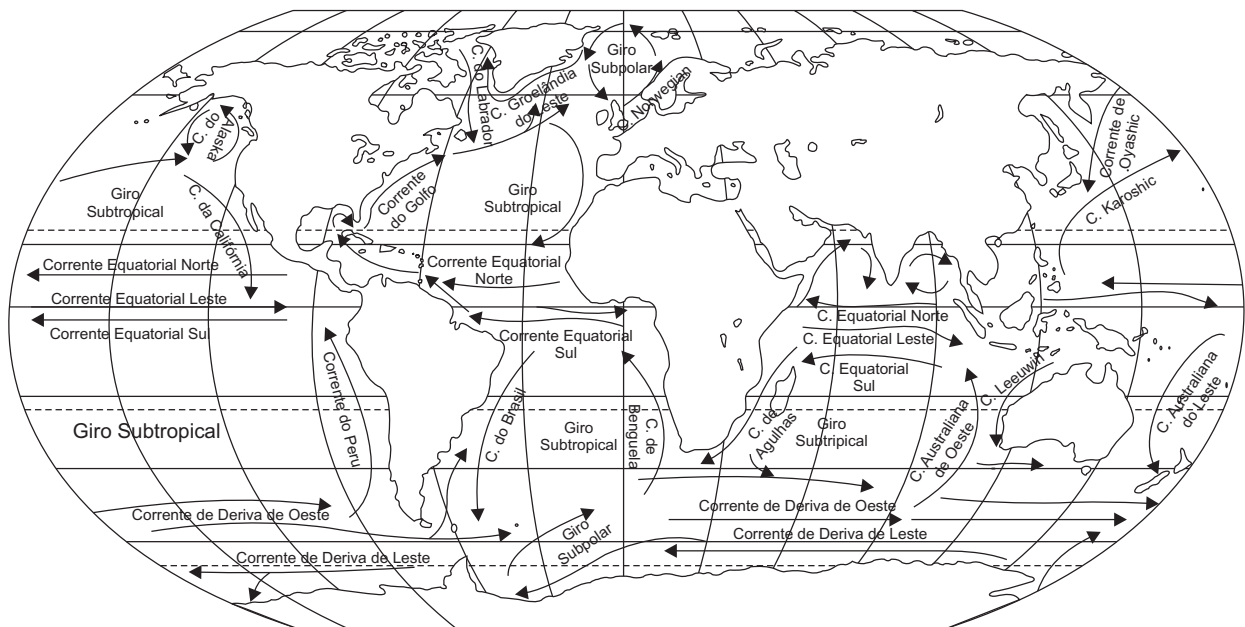 Giro
Subpolar
C. do Labrador
C. Groelândia
do Leste
C. Norwegian
C. do
Alaska
Corrente de
Oyashic
Giro
Subtropical
C. da Califórnia
Corrente
do Golfo
Giro
Subtropical
C. Karoshic
Corrente Equatorial Norte
Corrente Equatorial
Norte
Corrente Equatorial Leste
Corrente Equatorial Sul
Corrente Equatorial
Sul
C. Equatorial Norte
C. Equatorial Leste
C. Equatorial
Sul
C. Leeuwin
C. Australiana
do Leste
Corrente do Peru
Giro Subtropical
C. do Brasil
Giro
Subtropical
C. de
Benguela
C. de
Agulhas
Giro
Subtripical
C. Australiana
de Oeste
Corrente de Deriva de Oeste
Corrente de Deriva de Oeste
Giro
Subpolar
Corrente de Deriva de Leste
Corrente de Deriva de Leste